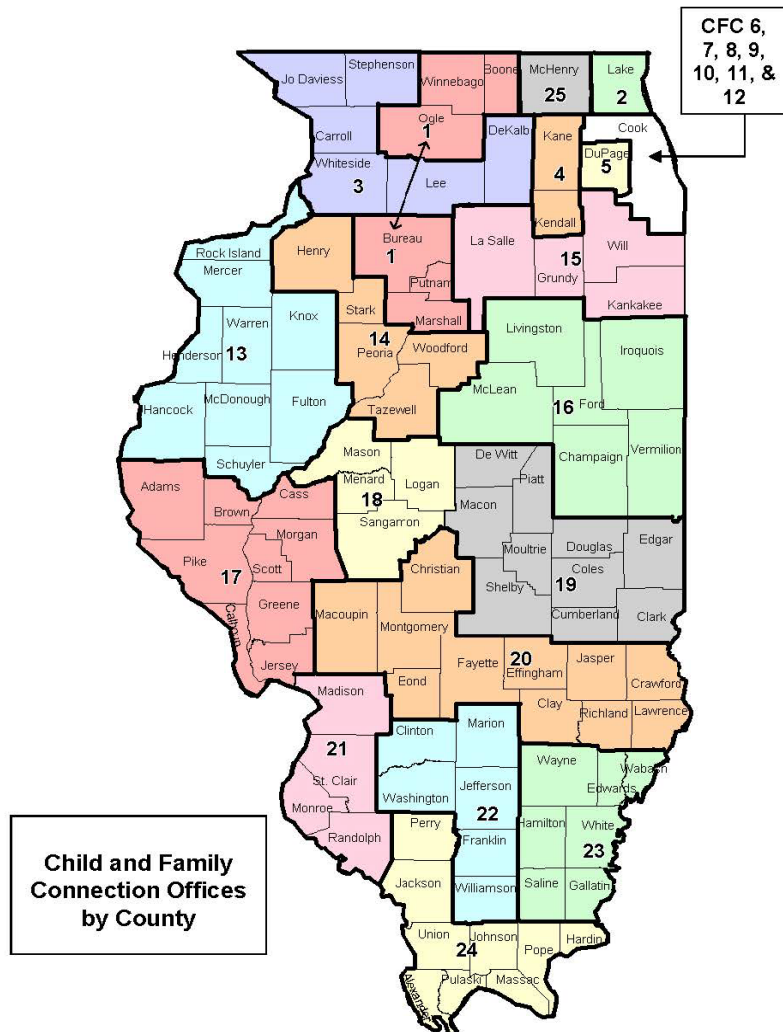 CFC 6,
7, 8, 9,
10, 11, &
12
Jo Daviess
Stephenson
Winnebago
Boone
McHenry
25
Lake
2
Cook
Carroll
Ogle
1
DeKalb
Kane
4
DuPage
5
Whiteside
3
Lee
Kendall
Rock Island
Mercer
Henry
Bureau
1
Putnam
Marshall
La Salle
15
Grundy
Will
Kankakee
Stark
14
Peoria
Woodford
Tazewell
Knox
Warren
Henderson
13
Hancock
McDonough
Fulton
Schuyler
Livingston
Iroquois
McLean
Ford
16
Champaign
Vermilion
Mason
Menard
Logan
18
Sangarron
De Witt
Piatt
Macon
Moultrie
Douglas
Edgar
Coles
19
Shelby
Cumberland
Clark
Adams
Brown
Cass
Morgan
Pike
17
Scott
Greene
Calhoun
Jersey
Christian
Macoupin
Montgomery
Eond
Fayette
20
Effingham
Jasper
Crawford
Clay
Richland
Lawrence
Madison
21
St. Clair
Monroe
Randolph
Clinton
Marion
Washington
Jefferson
22
Franklin
Williamson
Wayne
Edwards
Wabash
Hamilton
White
23
Saline
Gallatin
Perry
Jackson
Union
Johnson
24
Pope
Hardin
Alexander
Pulaski
Massac
Child and Family
Connection Offices
by County